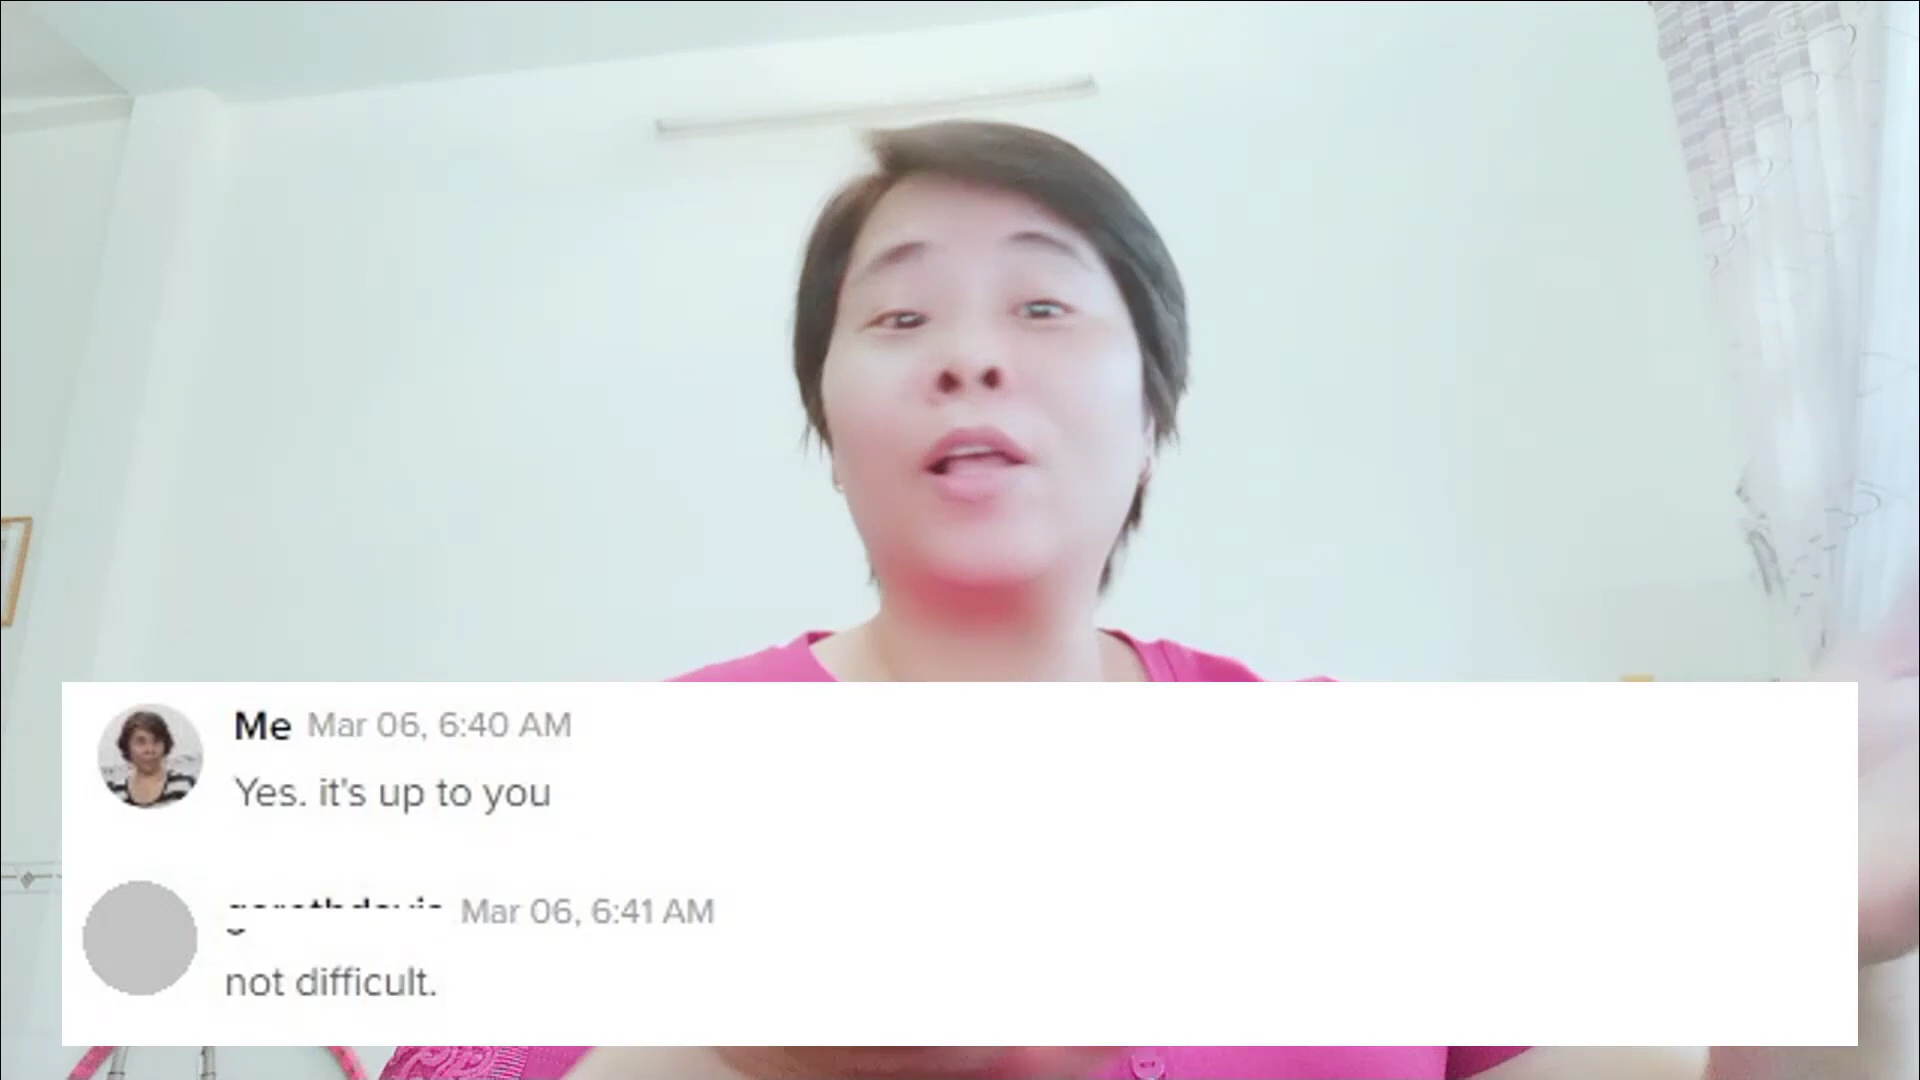 Me Mar 06, 6:40 AM
Yes. it's up to you
Mar 06, 6:41 AM
not difficult.